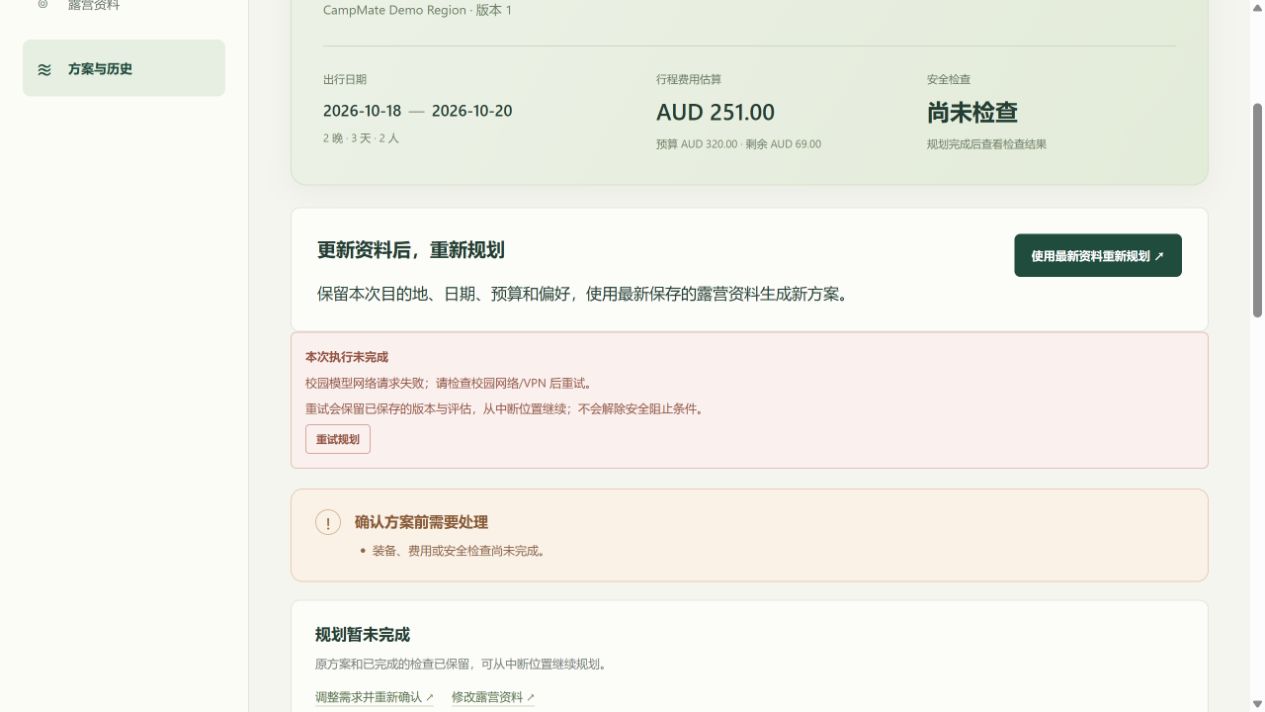 露营资料
方案与历史
CampMate Demo Region · 版本 1
出行日期
2026-10-18 — 2026-10-20
2 晚 · 3 天 · 2 人
行程费用估算
AUD 251.00
预算 AUD 320.00 · 剩余 AUD 69.00
安全检查
尚未检查
规划完成后查看检查结果
更新资料后，重新规划
保留本次目的地、日期、预算和偏好，使用最新保存的露营资料生成新方案。
使用最新资料重新规划 ↗
本次执行未完成
校园模型网络请求失败；请检查校园网络/VPN 后重试。
重试会保留已保存的版本与评估，从中断位置继续；不会解除安全阻止条件。
重试规划
! 确认方案前需要处理
• 装备、费用或安全检查尚未完成。
规划暂未完成
原方案和已完成的检查已保留，可从中断位置继续规划。
调整需求并重新确认 ↗ 修改露营资料 ↗